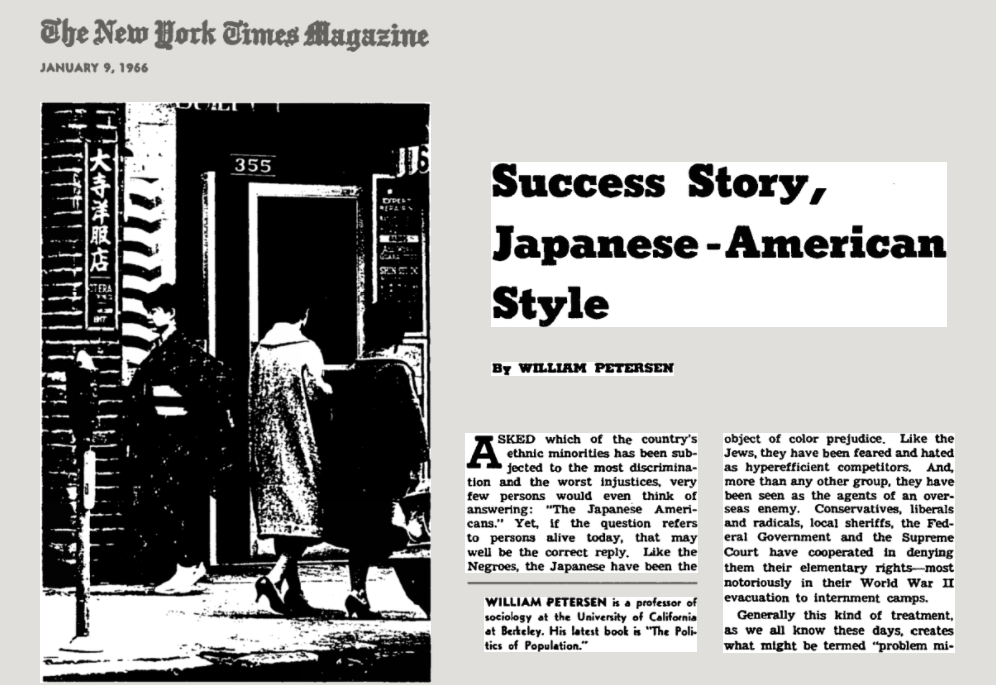 The New York Times Magazine
JANUARY 9, 1966
355
大寺洋服店
EXPERT
Success Story,
Japanese-American
Style
By WILLIAM PETERSEN
ASKED which of the country's
ethnic minorities has been sub-
jected to the most discrimina-
tion and the worst injustices, very
few persons would even think of
answering: "The Japanese Ameri-
cans." Yet, if the question refers
to persons alive today, that may
well be the correct reply. Like the
Negroes, the Japanese have been the
WILLIAM PETERSEN is a professor of
sociology at the University of California
at Berkeley. His latest book is "The Poli-
tics of Population."
object of color prejudice. Like the
Jews, they have been feared and hated
as hyperefficient competitors. And,
more than any other group, they have
been seen as the agents of an over-
seas enemy. Conservatives, liberals
and radicals, local sheriffs, the Fed-
eral Government and the Supreme
Court have cooperated in denying
them their elementary rights—most
notoriously in their World War II
evacuation to internment camps.
Generally this kind of treatment,
as we all know these days, creates
what might be termed "problem mi-